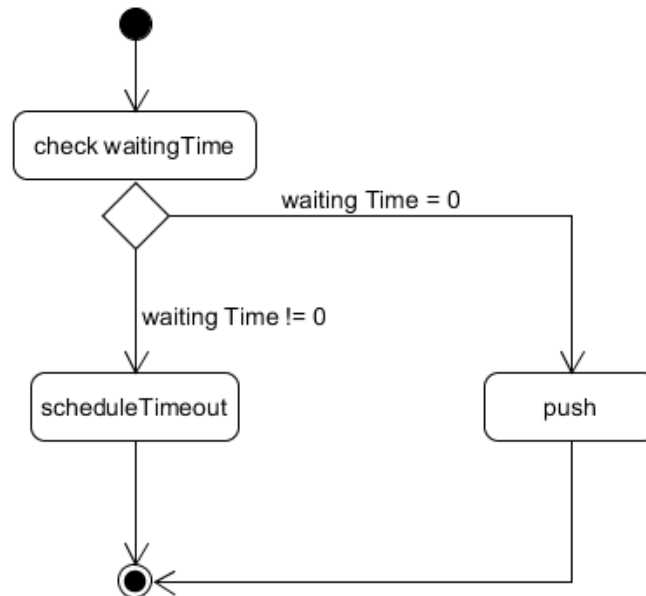 check waitingTime
waiting Time = 0
waiting Time != 0
scheduleTimeout
push